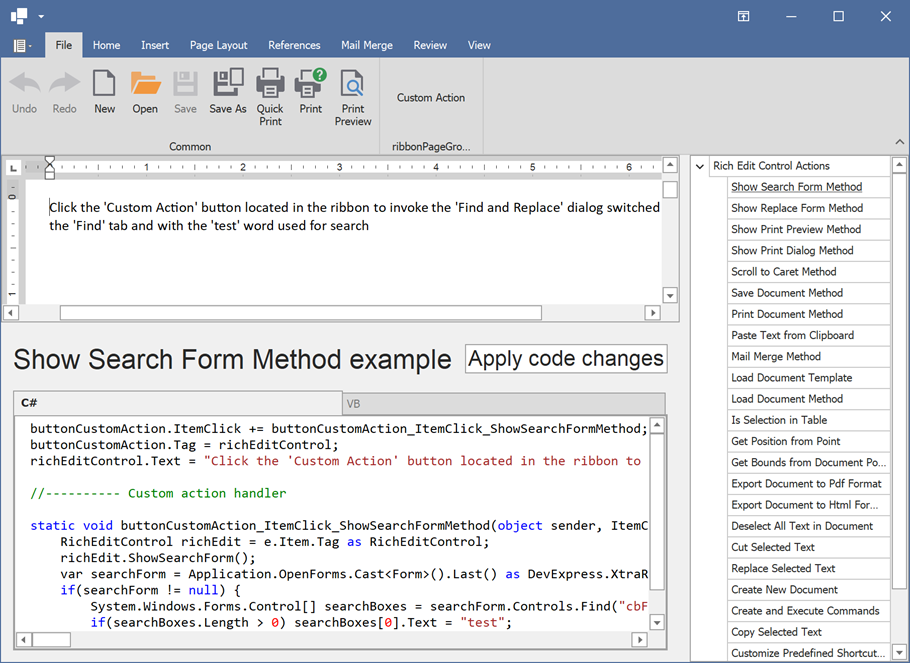 File Home Insert Page Layout References Mail Merge Review View
Undo Redo New Open Save Save As Quick Print Print Print Preview
Custom Action
Common ribbonPageGro...
L 1 2 3 4 5 6
0
1
Click the 'Custom Action' button located in the ribbon to invoke the 'Find and Replace' dialog switched
the 'Find' tab and with the 'test' word used for search
Show Search Form Method example
Apply code changes
C# VB
buttonCustomAction.ItemClick += buttonCustomAction_ItemClick_ShowSearchFormMethod;
buttonCustomAction.Tag = richEditControl;
richEditControl.Text = "Click the 'Custom Action' button located in the ribbon to
//---------- Custom action handler
static void buttonCustomAction_ItemClick_ShowSearchFormMethod(object sender, ItemC
RichEditControl richEdit = e.Item.Tag as RichEditControl;
richEdit.ShowSearchForm();
var searchForm = Application.OpenForms.Cast<Form>().Last() as DevExpress.XtraR
if(searchForm != null) {
System.Windows.Forms.Control[] searchBoxes = searchForm.Controls.Find("cbF
if(searchBoxes.Length > 0) searchBoxes[0].Text = "test";
Rich Edit Control Actions
Show Search Form Method
Show Replace Form Method
Show Print Preview Method
Show Print Dialog Method
Scroll to Caret Method
Save Document Method
Print Document Method
Paste Text from Clipboard
Mail Merge Method
Load Document Template
Load Document Method
Is Selection in Table
Get Position from Point
Get Bounds from Document Po...
Export Document to Pdf Format
Export Document to Html For...
Deselect All Text in Document
Cut Selected Text
Replace Selected Text
Create New Document
Create and Execute Commands
Copy Selected Text
Customize Predefined Shortcut...